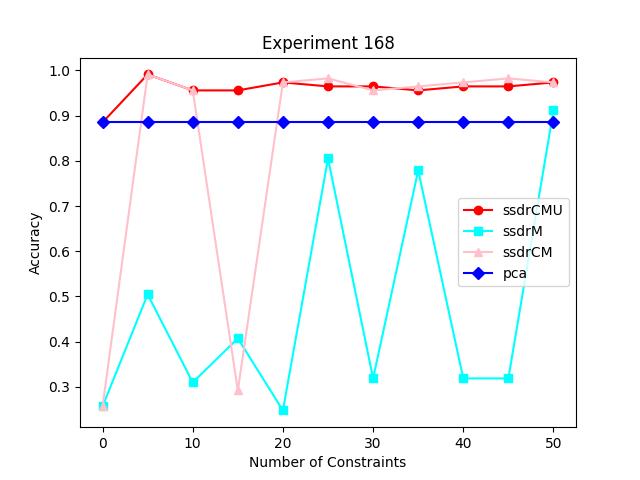 Experiment 168
Accuracy
1.0
0.9
0.8
0.7
0.6
0.5
0.4
0.3
ssdrCMU
ssdrM
ssdrCM
pca
0 10 20 30 40 50
Number of Constraints